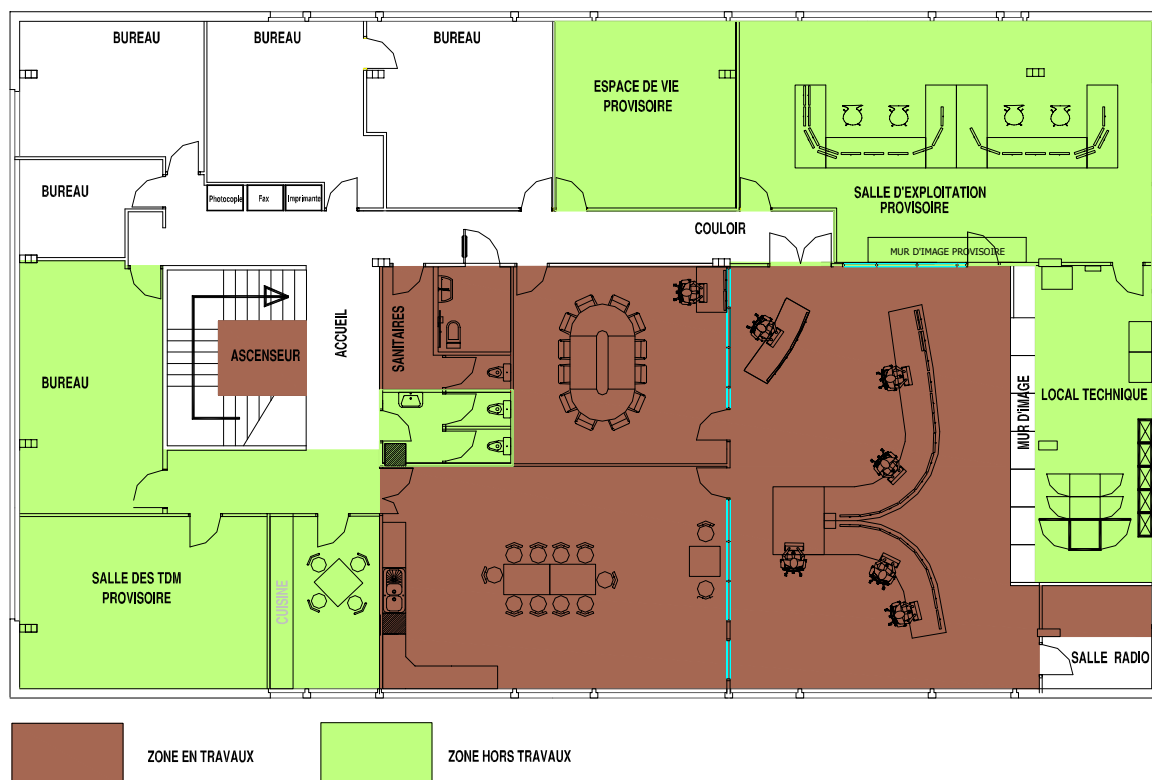 BUREAU
BUREAU
BUREAU
ESPACE DE VIE
PROVISOIRE
BUREAU
Photocopie
Fax
Imprimante
SALLE D'EXPLOITATION
PROVISOIRE
COULOIR
MUR D'IMAGE PROVISOIRE
ACCUEIL
SANITAIRES
ASCENSEUR
BUREAU
MUR D'IMAGE
LOCAL TECHNIQUE
SALLE DES TDM
PROVISOIRE
CUISINE
SALLE RADIO
ZONE EN TRAVAUX
ZONE HORS TRAVAUX